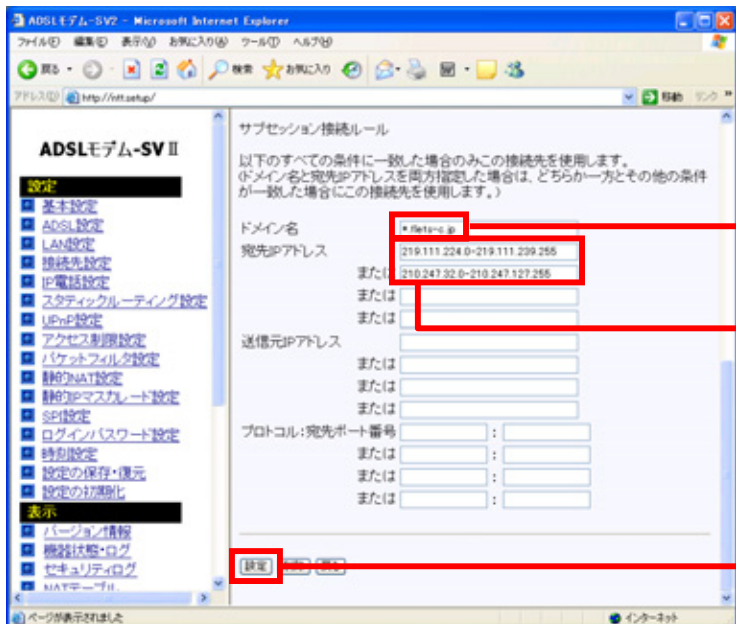 ADSLモデム-SV2 - Microsoft Internet Explorer
ファイル(F) 編集(E) 表示(V) お気に入り(A) ツール(T) ヘルプ(H)
戻る 検索 お気に入り
アドレス(D) http://ntt.setup/ 移動 リンク »
ADSLモデム-SVⅡ
設定
基本設定
ADSL設定
LAN設定
接続先設定
IP電話設定
スタティックルーティング設定
UPnP設定
アクセス制限設定
パケットフィルタ設定
静的NAT設定
静的IPマスカレード設定
SPI設定
ログインパスワード設定
時刻設定
設定の保存・復元
設定の初期化
表示
バージョン情報
機器状態・ログ
セキュリティログ
NATテーブル
サブセッション接続ルール
以下のすべての条件に一致した場合のみこの接続先を使用します。
(ドメイン名と宛先IPアドレスを両方指定した場合は、どちらか一方とその他の条件
が一致した場合にこの接続先を使用します。)
ドメイン名 *.flets-c.jp
宛先IPアドレス 219.111.224.0-219.111.239.255
または 210.247.32.0-210.247.127.255
または
または
送信元IPアドレス
または
または
または
プロトコル:宛先ポート番号 :
または :
または :
または :
設定 戻る
ページが表示されました インターネット